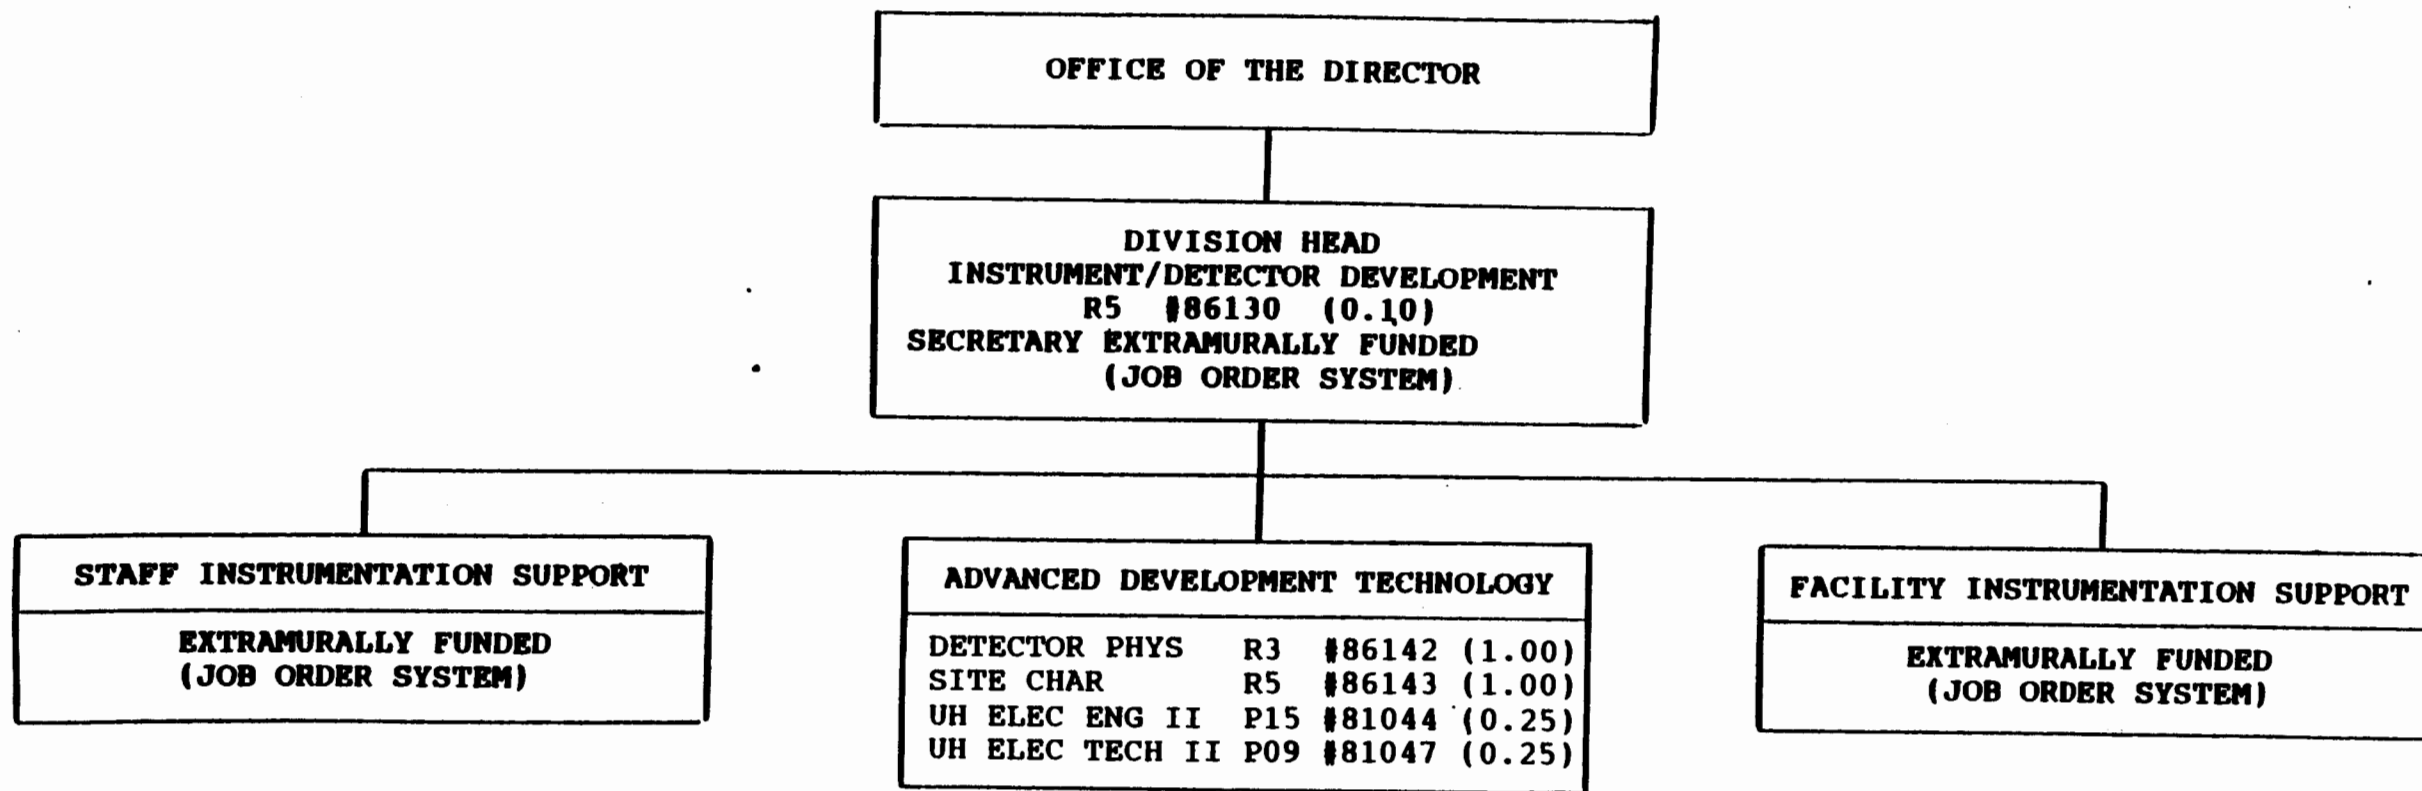 OFFICE OF THE DIRECTOR
DIVISION HEAD
INSTRUMENT/DETECTOR DEVELOPMENT
R5 #86130 (0.10)
SECRETARY EXTRAMURALLY FUNDED
(JOB ORDER SYSTEM)
STAFF INSTRUMENTATION SUPPORT
EXTRAMURALLY FUNDED
(JOB ORDER SYSTEM)
ADVANCED DEVELOPMENT TECHNOLOGY
DETECTOR PHYS R3 #86142 (1.00)
SITE CHAR R5 #86143 (1.00)
UH ELEC ENG II P15 #81044 (0.25)
UH ELEC TECH II P09 #81047 (0.25)
FACILITY INSTRUMENTATION SUPPORT
EXTRAMURALLY FUNDED
(JOB ORDER SYSTEM)